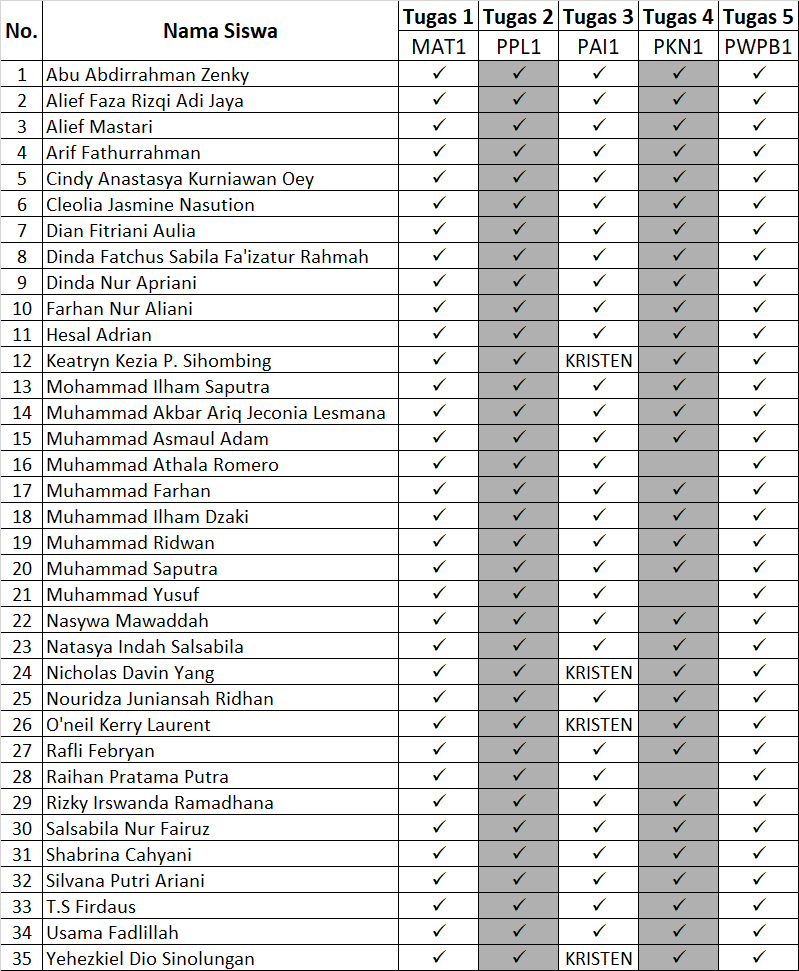 No. Nama Siswa Tugas 1 Tugas 2 Tugas 3 Tugas 4 Tugas 5
MAT1 PPL1 PAI1 PKN1 PWPB1
1 Abu Abdirrahman Zenky ✓ ✓ ✓ ✓ ✓
2 Alief Faza Rizqi Adi Jaya ✓ ✓ ✓ ✓ ✓
3 Alief Mastari ✓ ✓ ✓ ✓ ✓
4 Arif Fathurrahman ✓ ✓ ✓ ✓ ✓
5 Cindy Anastasya Kurniawan Oey ✓ ✓ ✓ ✓ ✓
6 Cleolia Jasmine Nasution ✓ ✓ ✓ ✓ ✓
7 Dian Fitriani Aulia ✓ ✓ ✓ ✓ ✓
8 Dinda Fatchus Sabila Fa'izatur Rahmah ✓ ✓ ✓ ✓ ✓
9 Dinda Nur Apriani ✓ ✓ ✓ ✓ ✓
10 Farhan Nur Aliani ✓ ✓ ✓ ✓ ✓
11 Hesal Adrian ✓ ✓ ✓ ✓ ✓
12 Keatryn Kezia P. Sihombing ✓ ✓ KRISTEN ✓ ✓
13 Mohammad Ilham Saputra ✓ ✓ ✓ ✓ ✓
14 Muhammad Akbar Ariq Jeconia Lesmana ✓ ✓ ✓ ✓ ✓
15 Muhammad Asmaul Adam ✓ ✓ ✓ ✓ ✓
16 Muhammad Athala Romero ✓ ✓ ✓ ✓
17 Muhammad Farhan ✓ ✓ ✓ ✓ ✓
18 Muhammad Ilham Dzaki ✓ ✓ ✓ ✓ ✓
19 Muhammad Ridwan ✓ ✓ ✓ ✓ ✓
20 Muhammad Saputra ✓ ✓ ✓ ✓ ✓
21 Muhammad Yusuf ✓ ✓ ✓ ✓
22 Nasywa Mawaddah ✓ ✓ ✓ ✓ ✓
23 Natasya Indah Salsabila ✓ ✓ ✓ ✓ ✓
24 Nicholas Davin Yang ✓ ✓ KRISTEN ✓ ✓
25 Nouridza Juniansah Ridhan ✓ ✓ ✓ ✓ ✓
26 O'neil Kerry Laurent ✓ ✓ KRISTEN ✓ ✓
27 Rafli Febryan ✓ ✓ ✓ ✓ ✓
28 Raihan Pratama Putra ✓ ✓ ✓ ✓
29 Rizky Irswanda Ramadhana ✓ ✓ ✓ ✓ ✓
30 Salsabila Nur Fairuz ✓ ✓ ✓ ✓ ✓
31 Shabrina Cahyani ✓ ✓ ✓ ✓ ✓
32 Silvana Putri Ariani ✓ ✓ ✓ ✓ ✓
33 T.S Firdaus ✓ ✓ ✓ ✓ ✓
34 Usama Fadlillah ✓ ✓ ✓ ✓ ✓
35 Yehezkiel Dio Sinolungan ✓ ✓ KRISTEN ✓ ✓